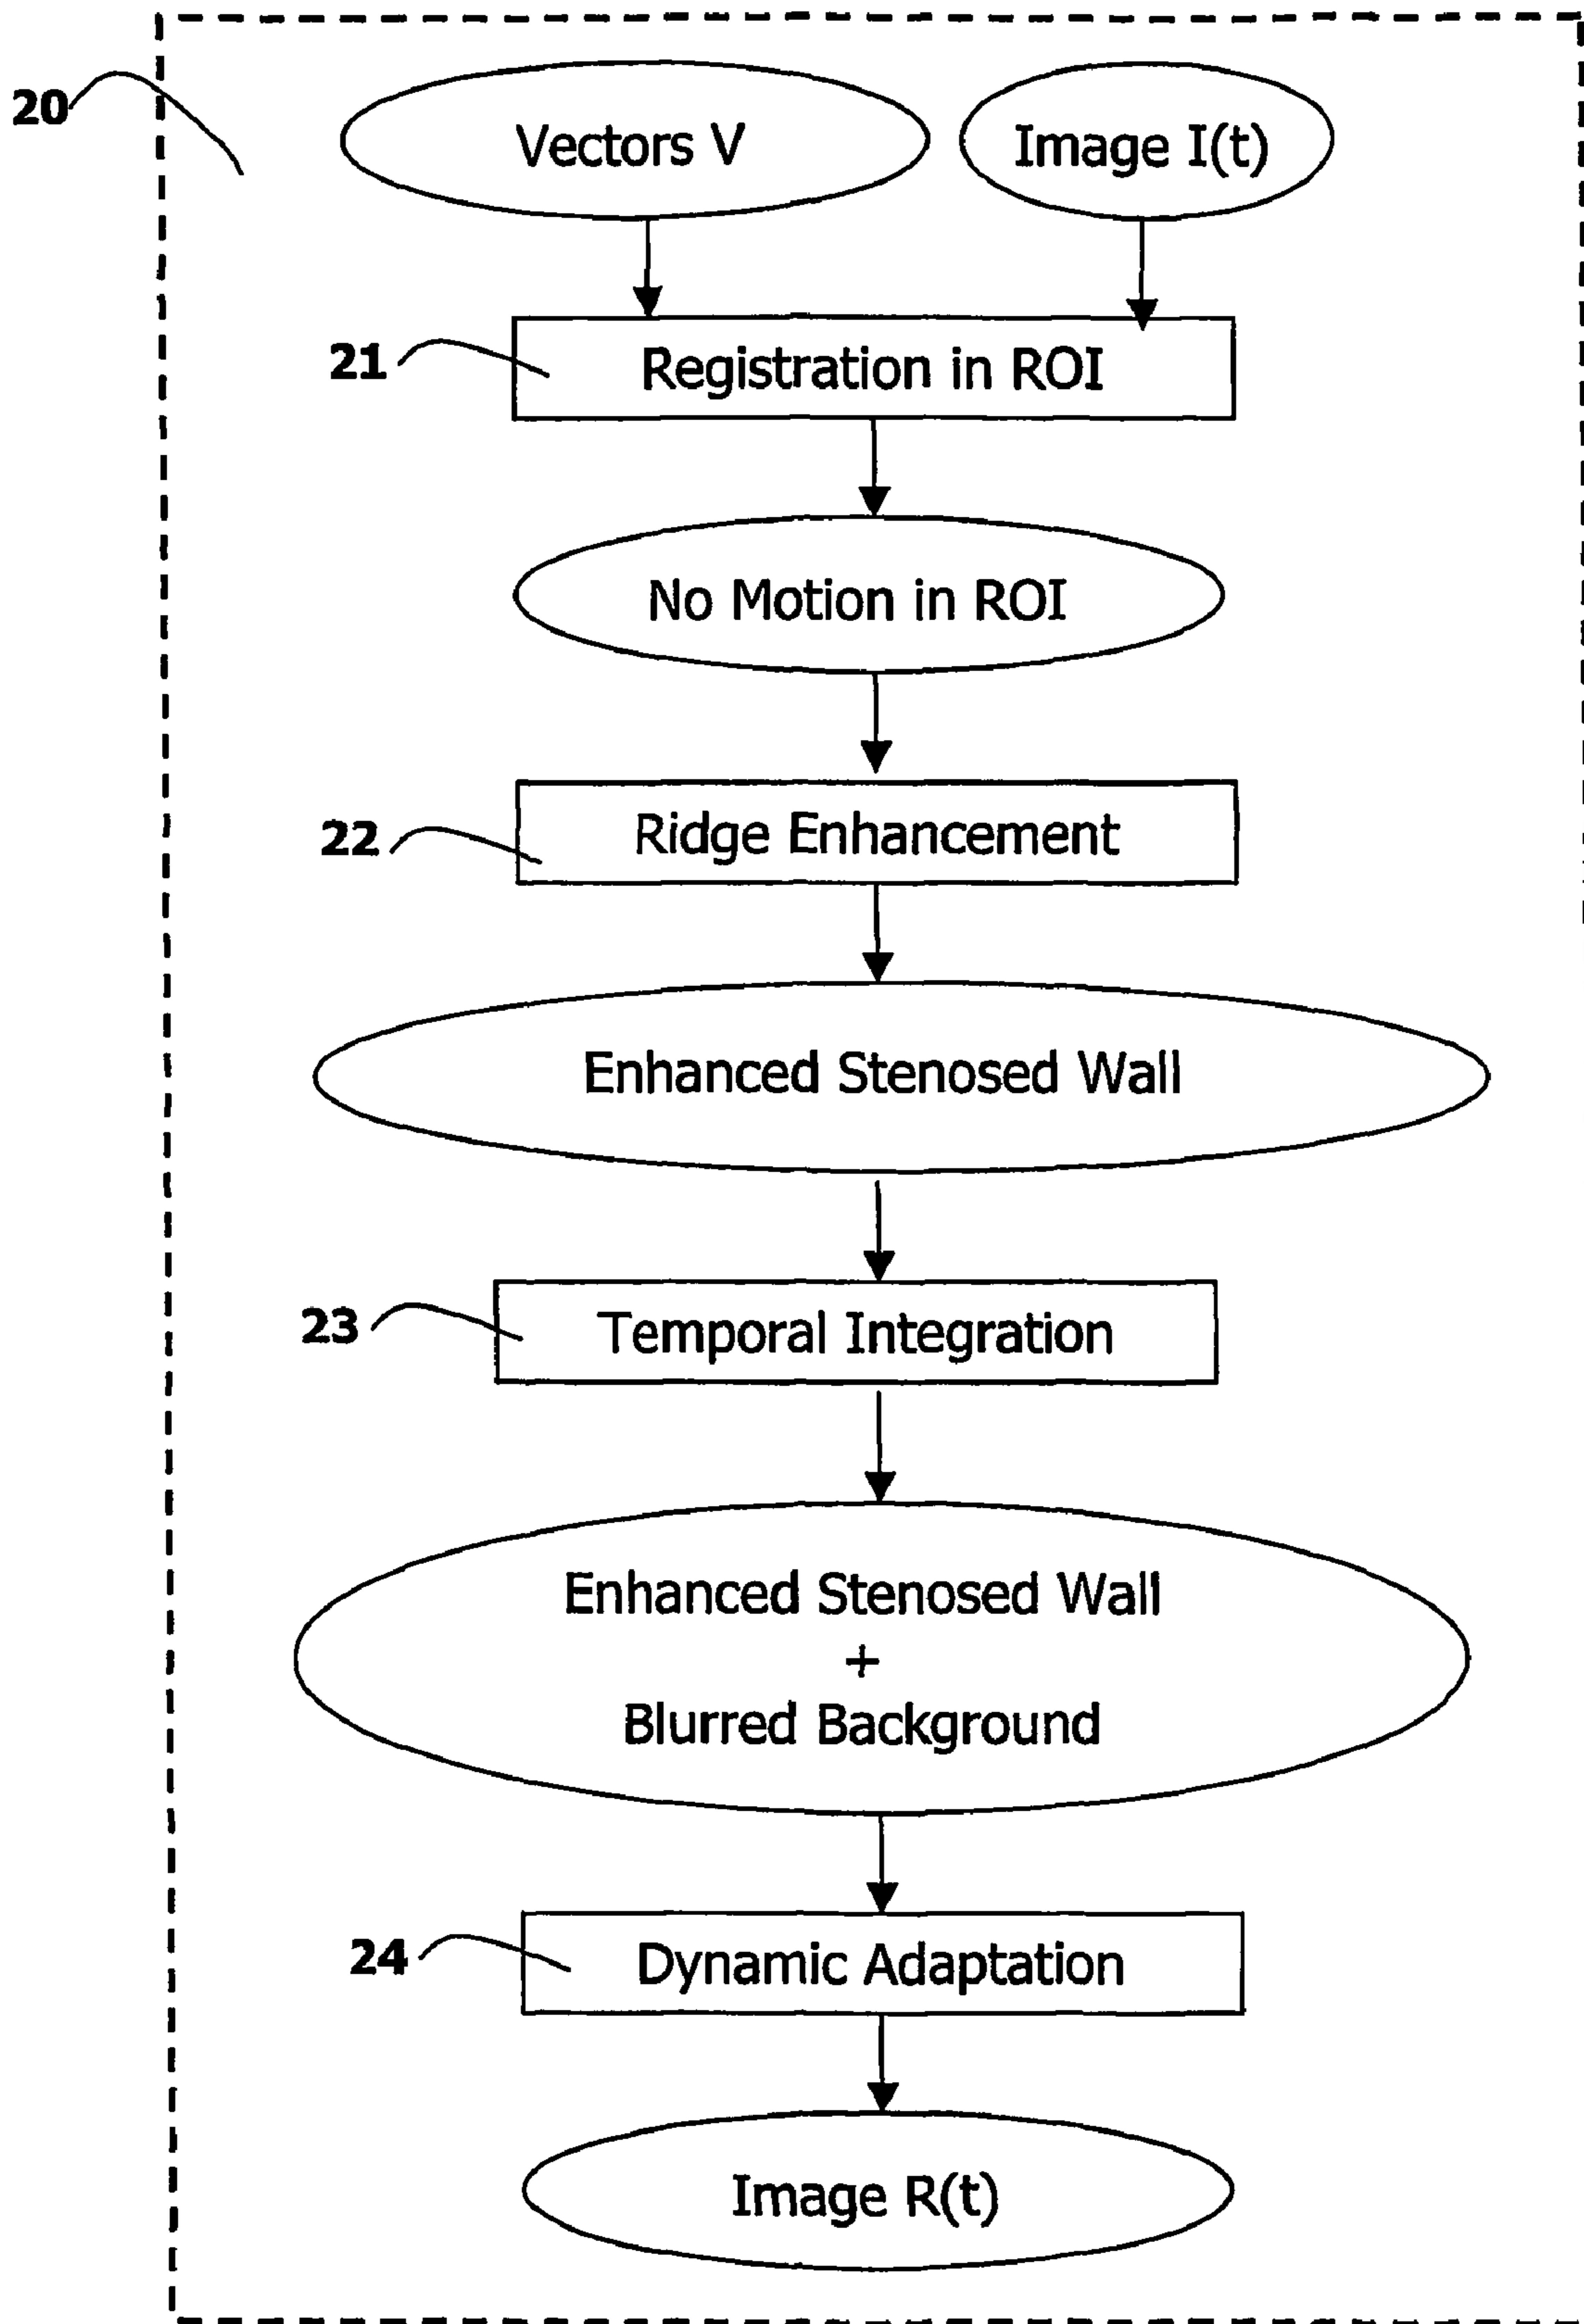 20
Vectors V
Image I(t)
21
Registration in ROI
No Motion in ROI
22
Ridge Enhancement
Enhanced Stenosed Wall
23
Temporal Integration
Enhanced Stenosed Wall
+
Blurred Background
24
Dynamic Adaptation
Image R(t)